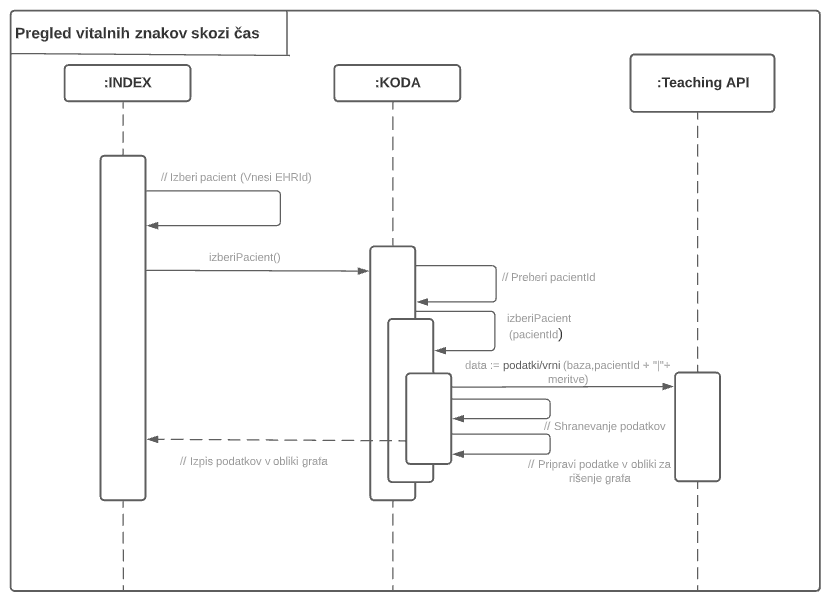 Pregled vitalnih znakov skozi čas
:INDEX
:KODA
:Teaching API
// Izberi pacient (Vnesi EHRId)
izberiPacient()
// Preberi pacientId
izberiPacient
(pacientId)
data := podatki/vrni (baza,pacientId + "|"+
meritve)
// Shranevanje podatkov
// Izpis podatkov v obliki grafa
// Pripravi podatke v obliki za
rišenje grafa